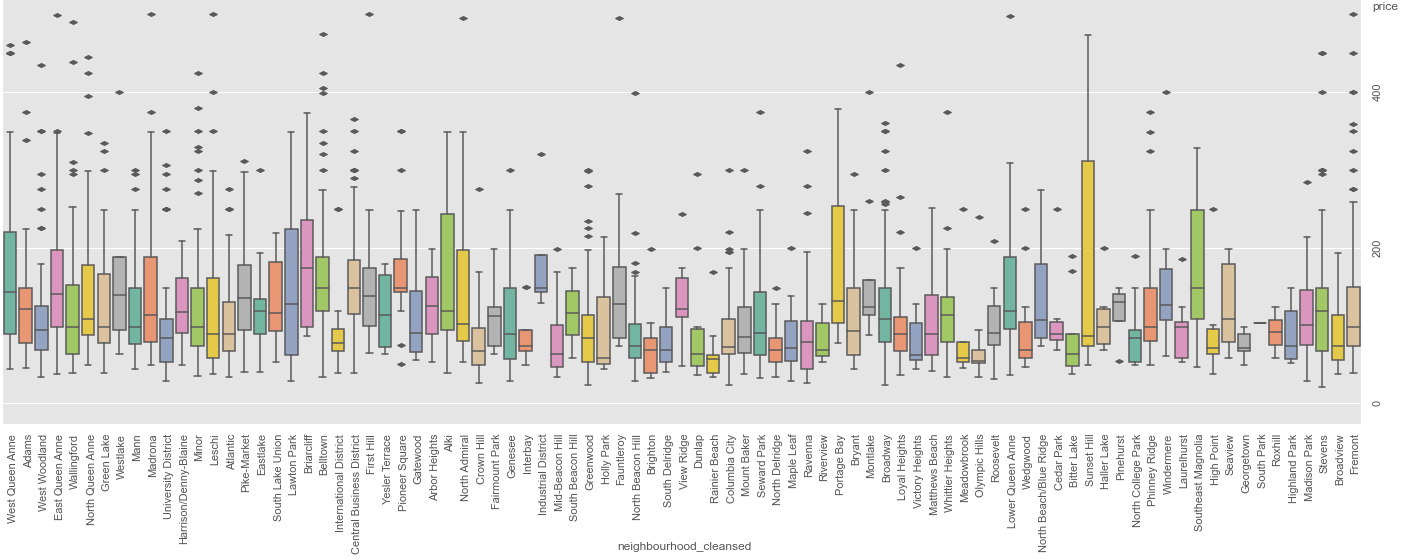 price
400
200
0
West Queen Anne
Adams
West Woodland
East Queen Anne
Wallingford
North Queen Anne
Green Lake
Westlake
Mann
Madrona
University District
Harrison/Denny-Blaine
Minor
Leschi
Atlantic
Pike-Market
Eastlake
South Lake Union
Lawton Park
Briarcliff
Belltown
International District
Central Business District
First Hill
Yesler Terrace
Pioneer Square
Gatewood
Arbor Heights
Alki
North Admiral
Crown Hill
Fairmount Park
Genesee
Interbay
Industrial District
Mid-Beacon Hill
South Beacon Hill
Greenwood
Holly Park
Fauntleroy
North Beacon Hill
Brighton
South Delridge
View Ridge
Dunlap
Rainier Beach
Columbia City
Mount Baker
Seward Park
North Delridge
Maple Leaf
Ravenna
Riverview
Portage Bay
Bryant
Montlake
Broadway
Loyal Heights
Victory Heights
Matthews Beach
Whittier Heights
Meadowbrook
Olympic Hills
Roosevelt
Lower Queen Anne
Wedgwood
North Beach/Blue Ridge
Cedar Park
Bitter Lake
Sunset Hill
Haller Lake
Pinehurst
North College Park
Phinney Ridge
Windermere
Laurelhurst
Southeast Magnolia
High Point
Seaview
Georgetown
South Park
Roxhill
Highland Park
Madison Park
Stevens
Broadview
Fremont
neighbourhood_cleansed